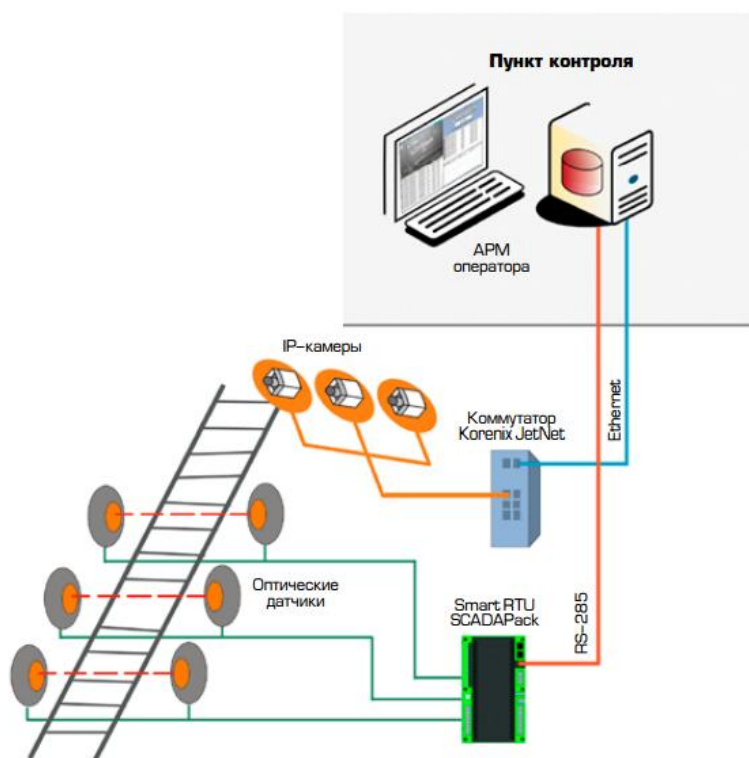 Пункт контроля
АРМ
оператора
IP-камеры
Коммутатор
Korenix JetNet
Ethernet
Оптические
датчики
Smart RTU
SCADAPack
RS-285